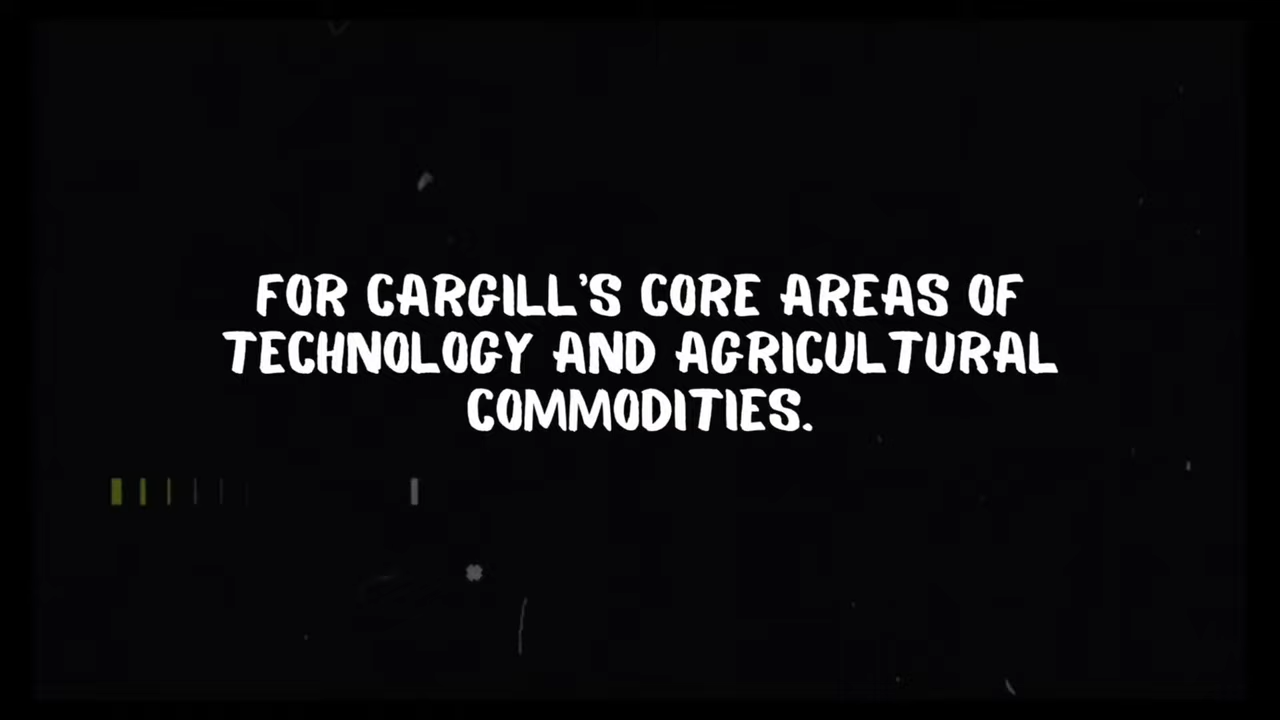 FOR CARGILL'S CORE AREAS OF
TECHNOLOGY AND AGRICULTURAL
COMMODITIES.